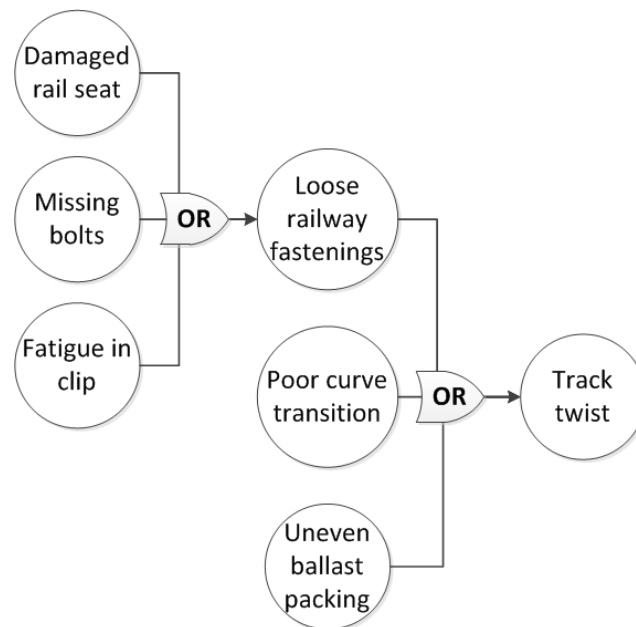 Damaged
rail seat
Missing
bolts
OR
Loose
railway
fastenings
Fatigue in
clip
Poor curve
transition
OR
Track
twist
Uneven
ballast
packing